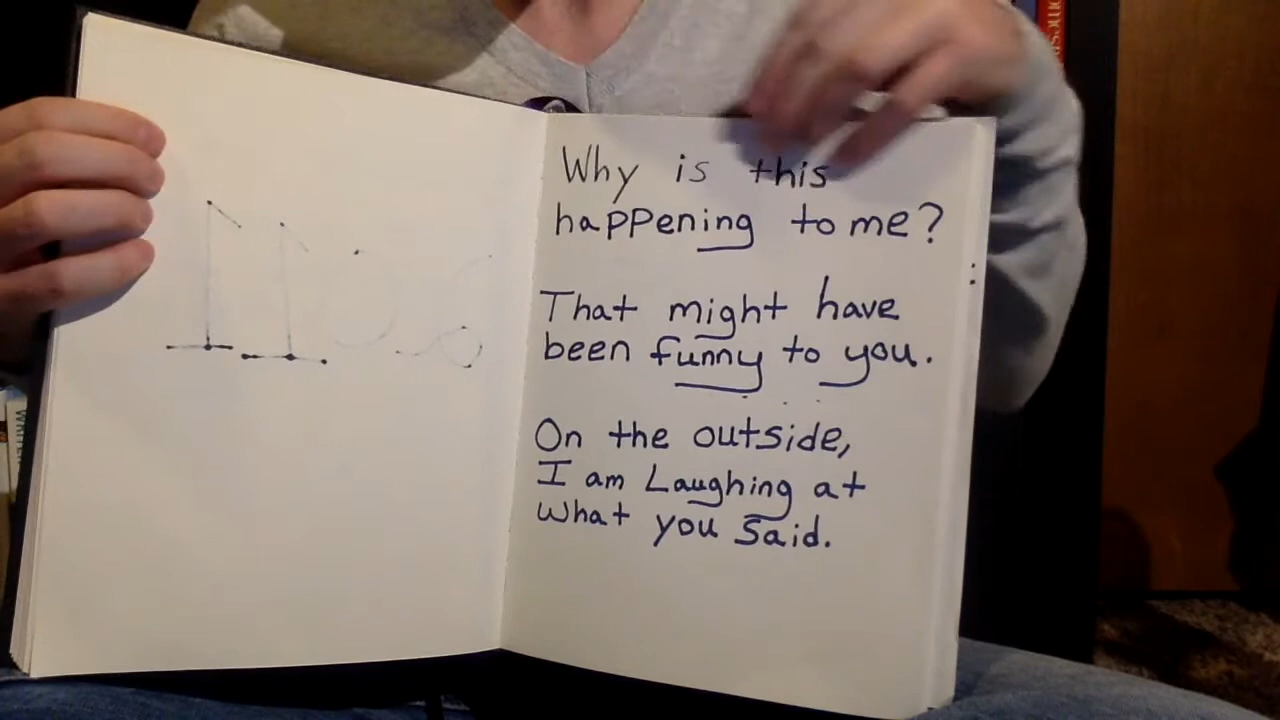 Why is this
happening to me?
That might have
been funny to you.
On the outside,
I am Laughing at
what you said.